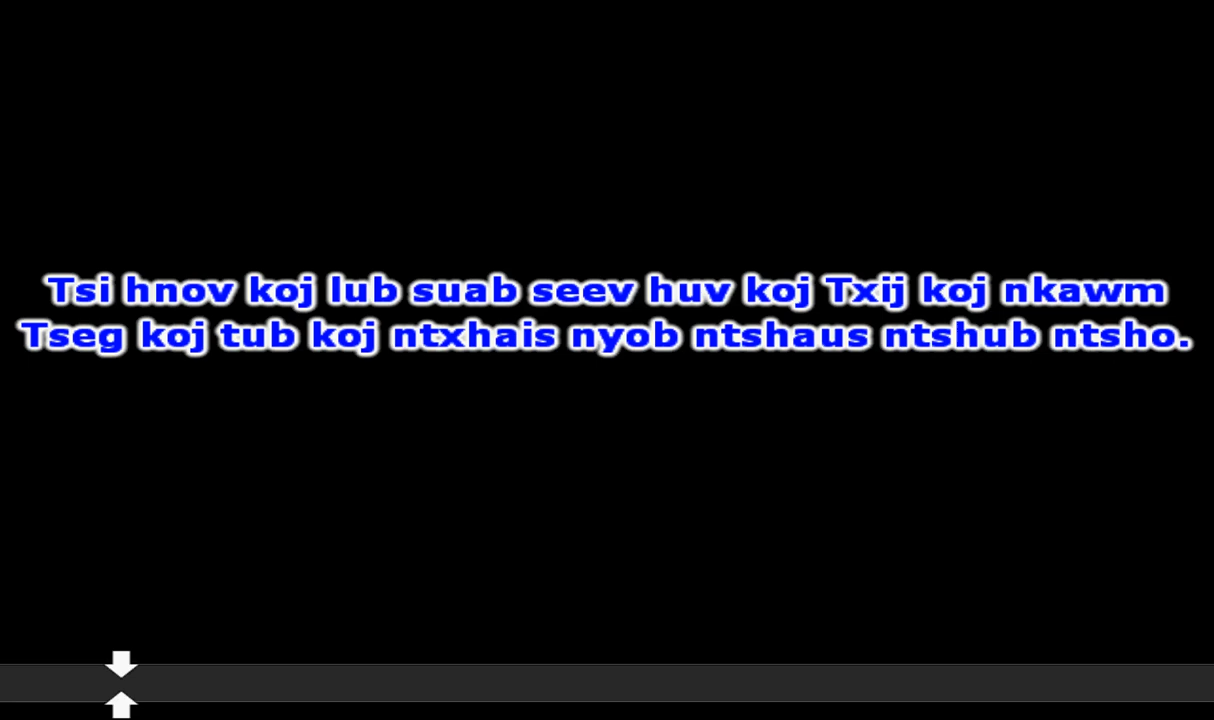 Tsi hnov koj lub suab seev huv koj Txij koj nkawm
Tseg koj tub koj ntxhais nyob ntshaus ntshub ntsho.